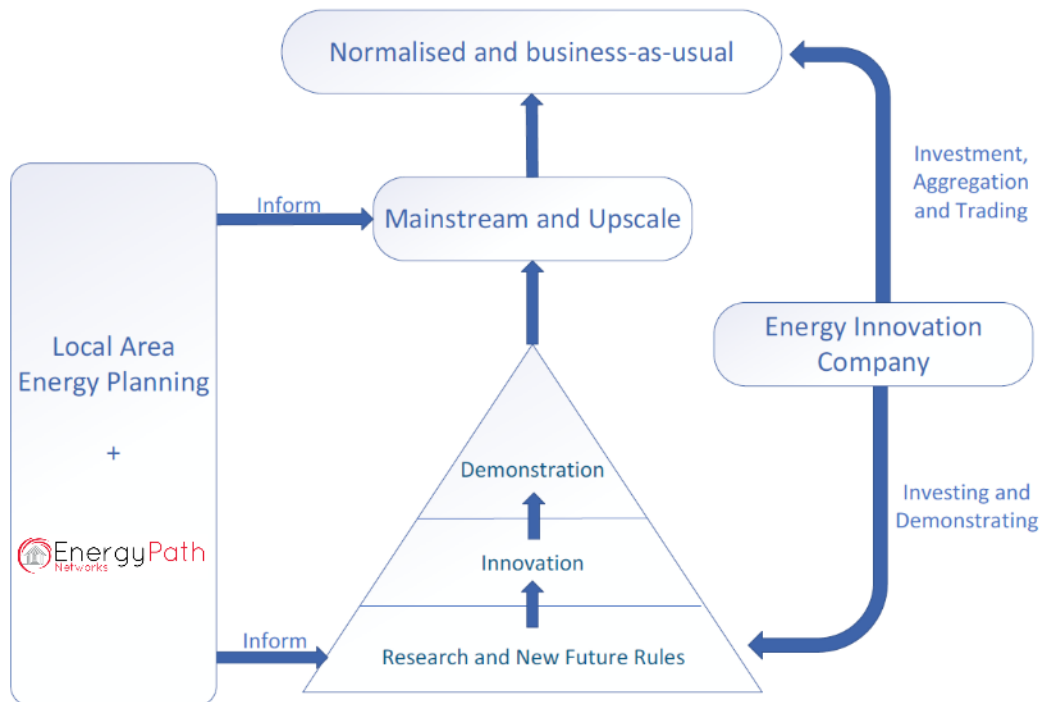 Normalised and business-as-usual
Investment,
Aggregation
and Trading
Inform
Mainstream and Upscale
Energy Innovation
Company
Local Area
Energy Planning
+
EnergyPath
Networks
Demonstration
Innovation
Investing and
Demonstrating
Inform
Research and New Future Rules